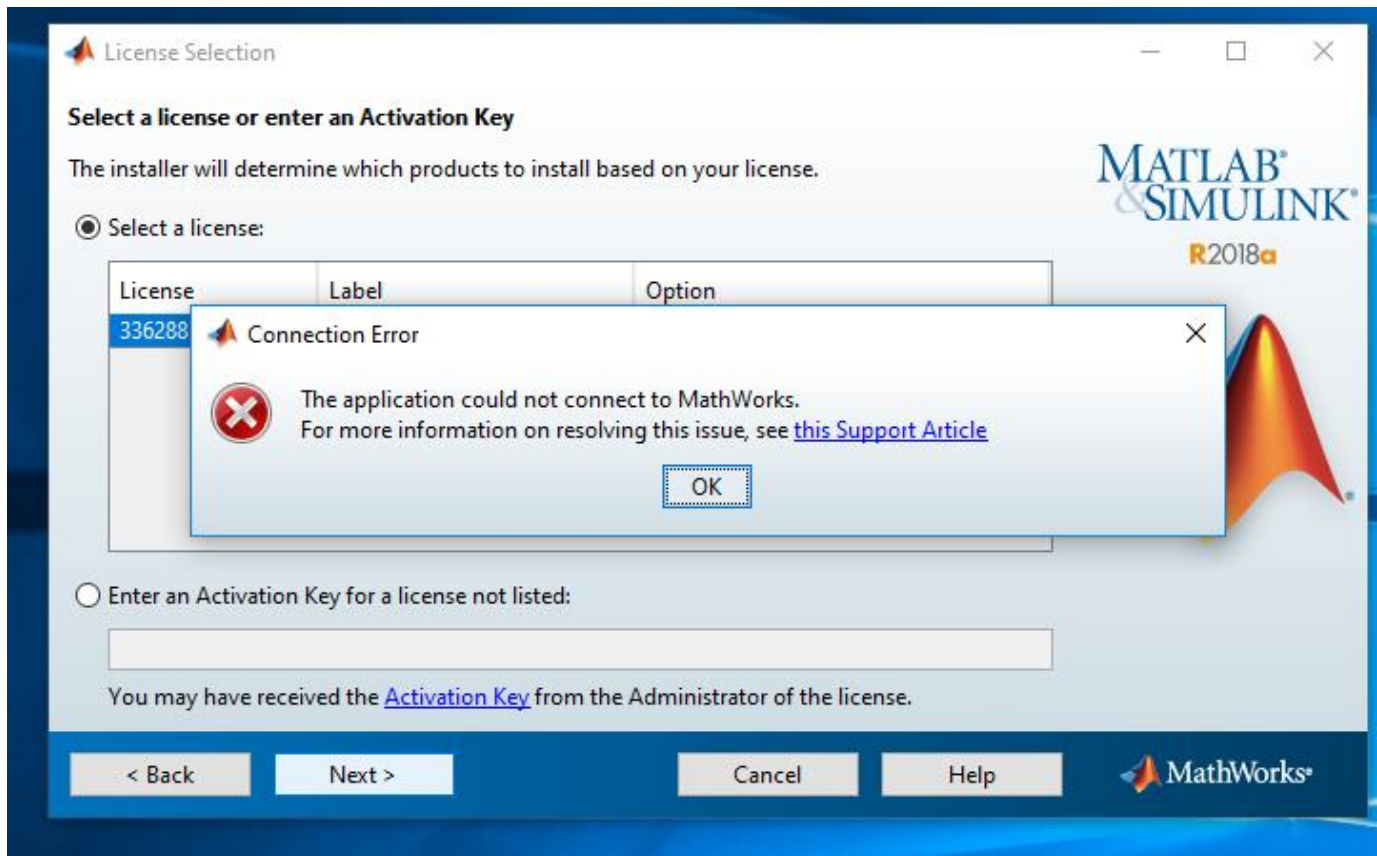 License Selection
Select a license or enter an Activation Key
The installer will determine which products to install based on your license.
MATLAB®
&SIMULINK®
R2018a
Select a license:
License Label Option
336288
Connection Error
The application could not connect to MathWorks.
For more information on resolving this issue, see this Support Article
OK
Enter an Activation Key for a license not listed:
You may have received the Activation Key from the Administrator of the license.
< Back Next > Cancel Help MathWorks®